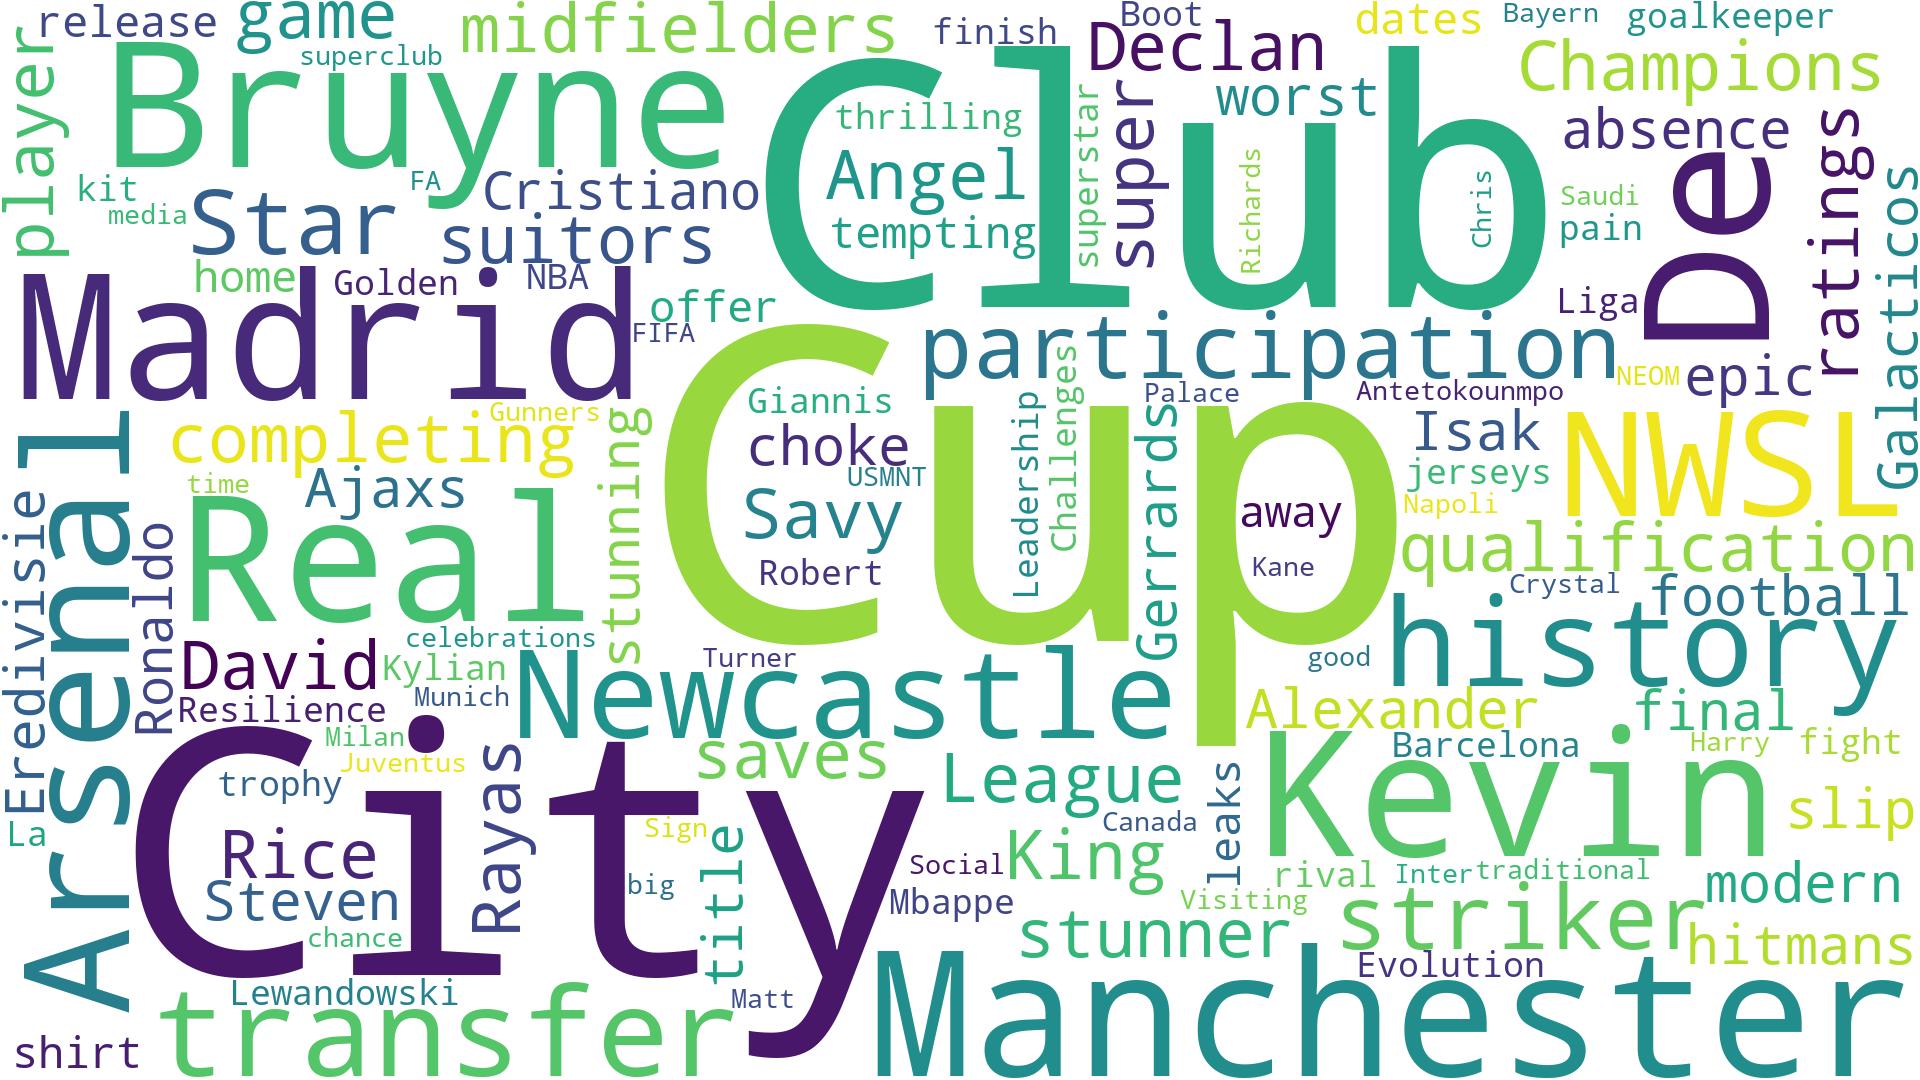 release
game
midfielders
finish
Boot
dates
Bayern
goalkeeper
player
superclub
Bruyne
Club
Declan
super
worst
Champions
thrilling
superstar
absence
ratings
kit
media
FA
Star
Cristiano
suitors
Angel
tempting
Richards
Chris
Saudi
pain
De
Galacticos
Madrid
home
Golden
NBA
offer
FIFA
participation
Liga
Cup
Giannis
choke
USMNT
Savy
Robert
Leadership
Challenges
Palace
Gerrards
Antetokounmpo
NEOM
epic
Isak
jerseys
Napoli
NWSL
away
Kane
qualification
Arsenal
Gunners
completing
time
Ajaxs
Real
stunning
Eredivisie
Ronaldo
Crystal
football
history
David
celebrations
Kylian
Munich
Resilience
Newcastle
Turner
good
Alexander
final
Milan
Juventus
City
trophy
Rayas
saves
League
Barcelona
Harry
fight
Kevin
leaks
La
Rice
Steven
chance
Sign
big
title
Canada
King
Social
Mbappe
slip
rival
Inter
traditional
Visiting
modern
stunner
striker
hitmans
Evolution
Lewandowski
Matt
shirt
transfer
Manchester